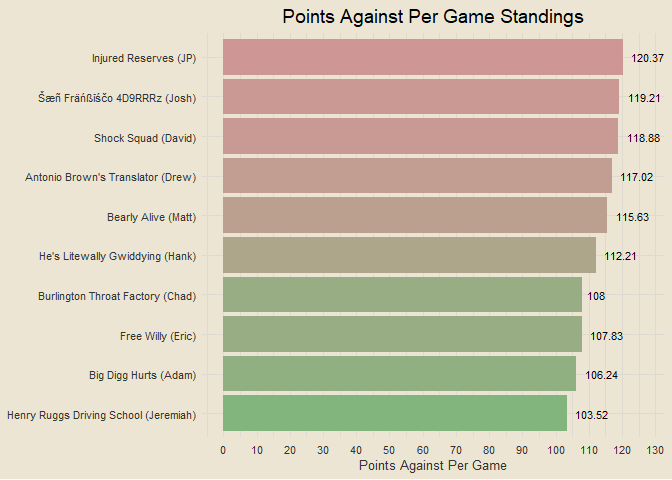 Points Against Per Game Standings
Injured Reserves (JP)
120.37
Šæñ Fräńßïśčo 4D9RRRz (Josh)
119.21
Shock Squad (David)
118.88
Antonio Brown's Translator (Drew)
117.02
Bearly Alive (Matt)
115.63
He's Litewally Gwiddying (Hank)
112.21
Burlington Throat Factory (Chad)
108
Free Willy (Eric)
107.83
Big Digg Hurts (Adam)
106.24
Henry Ruggs Driving School (Jeremiah)
103.52
0 10 20 30 40 50 60 70 80 90 100 110 120 130
Points Against Per Game